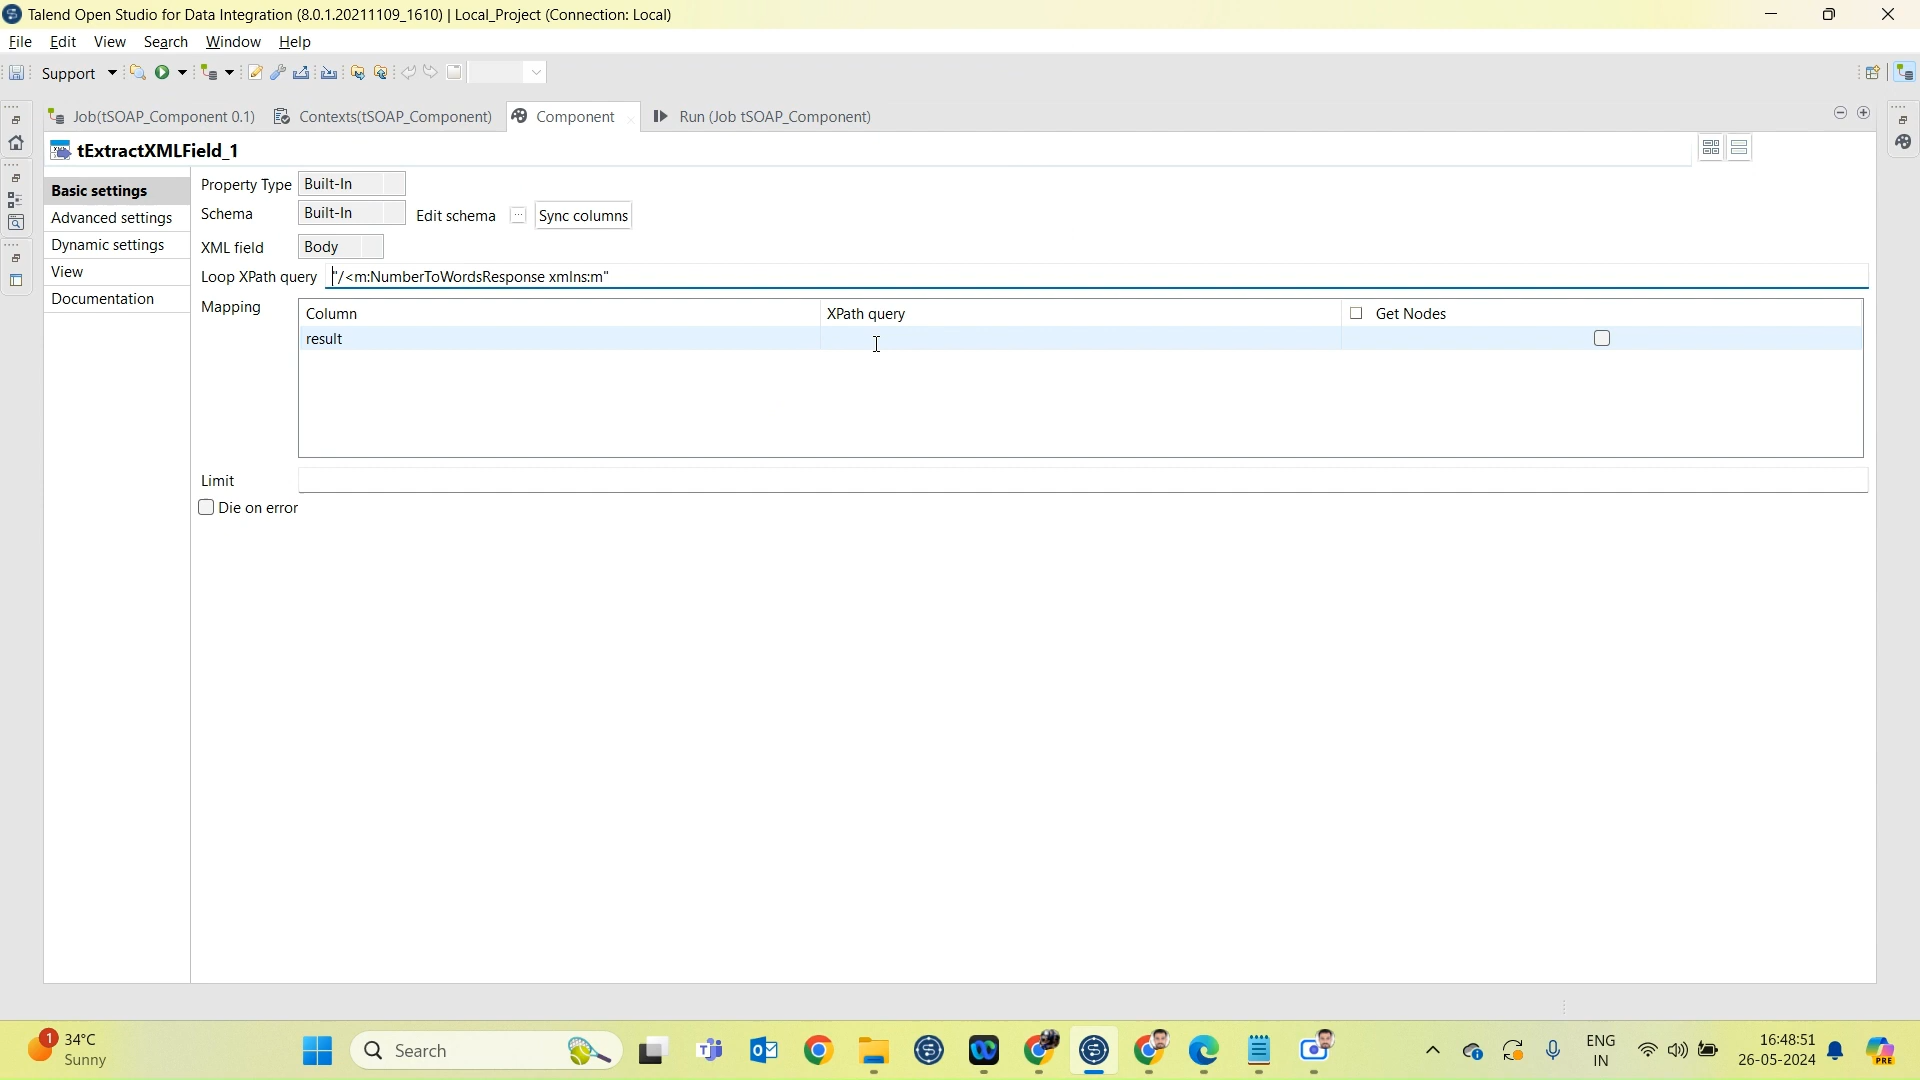 Talend Open Studio for Data Integration (8.0.1.20211109_1610) | Local_Project (Connection: Local)
File Edit View Search Window Help
Support
Job(tSOAP_Component 0.1) Contexts(tSOAP_Component) Component Run (Job tSOAP_Component)
tExtractXMLField_1
Basic settings
Advanced settings
Dynamic settings
View
Documentation
Property Type Built-In
Schema Built-In Edit schema ... Sync columns
XML field Body
Loop XPath query "/<m:NumberToWordsResponse xmlns:m"
Mapping
Column XPath query Get Nodes
result
Limit
Die on error
1 34°C
Sunny
Search
ENG
IN
16:48:51
26-05-2024
PRE